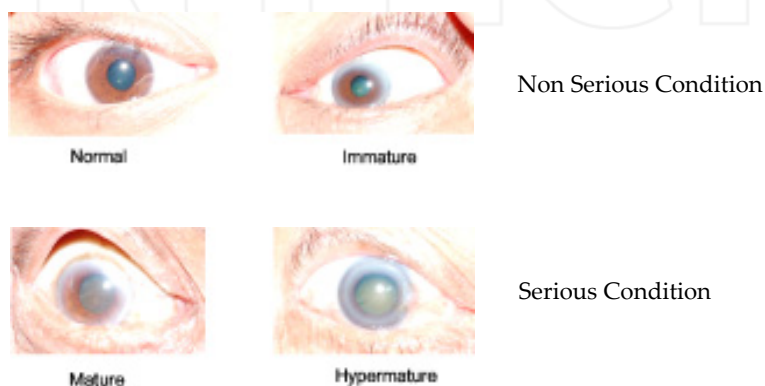 Non Serious Condition
Normal
Immature
Serious Condition
Mature
Hypermature